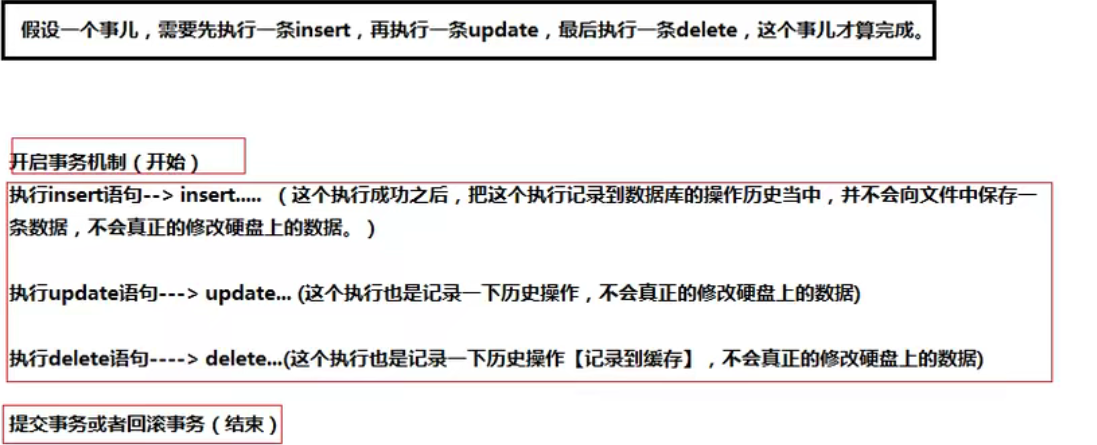 假设一个事儿，需要先执行一条insert，再执行一条update，最后执行一条delete，这个事儿才算完成。
开启事务机制（开始）
执行insert语句--> insert..... （这个执行成功之后，把这个执行记录到数据库的操作历史当中，并不会向文件中保存一
条数据，不会真正的修改硬盘上的数据。）
执行update语句---> update... (这个执行也是记录一下历史操作，不会真正的修改硬盘上的数据)
执行delete语句----> delete...(这个执行也是记录一下历史操作【记录到缓存】，不会真正的修改硬盘上的数据)
提交事务或者回滚事务（结束）